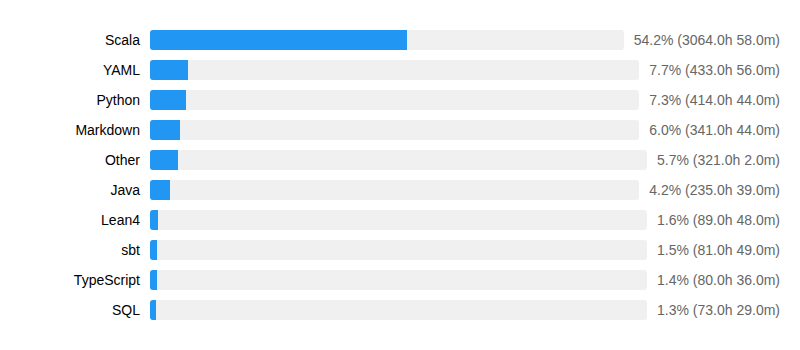 Scala 54.2% (3064.0h 58.0m)
YAML 7.7% (433.0h 56.0m)
Python 7.3% (414.0h 44.0m)
Markdown 6.0% (341.0h 44.0m)
Other 5.7% (321.0h 2.0m)
Java 4.2% (235.0h 39.0m)
Lean4 1.6% (89.0h 48.0m)
sbt 1.5% (81.0h 49.0m)
TypeScript 1.4% (80.0h 36.0m)
SQL 1.3% (73.0h 29.0m)